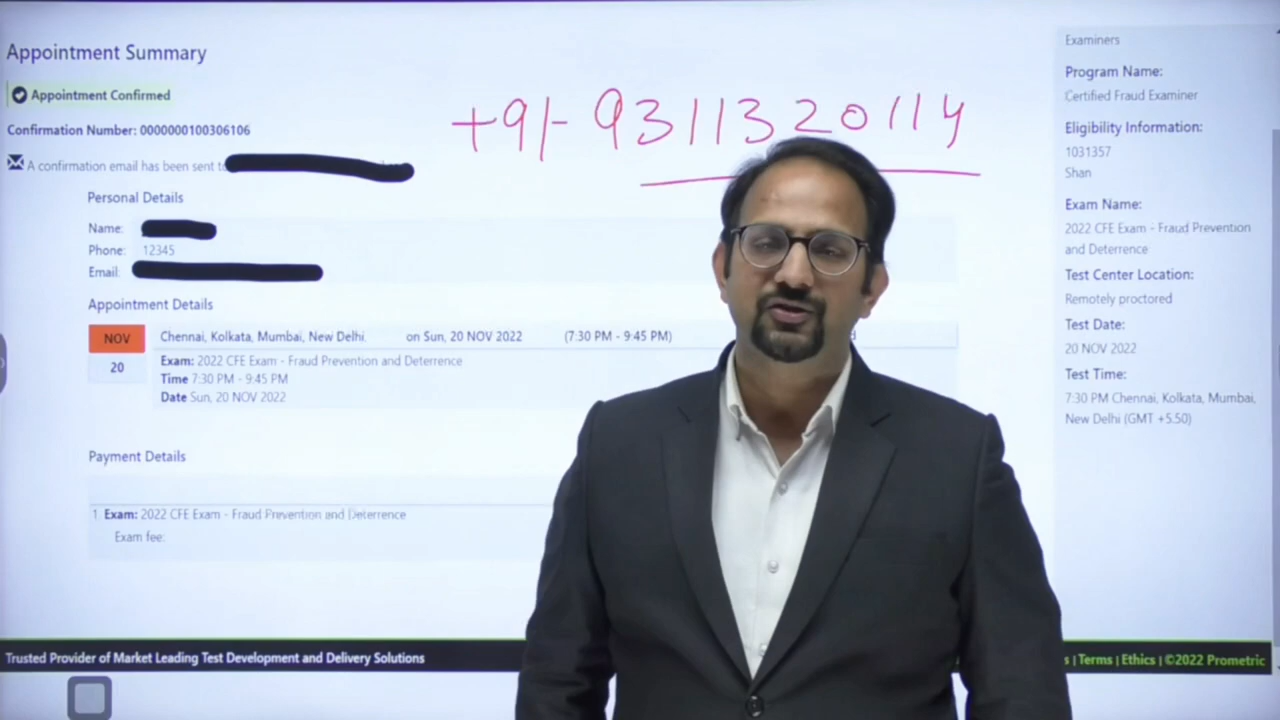 Appointment Summary
Appointment Confirmed
Confirmation Number: 0000000100306106
A confirmation email has been sent to
+91-9311320114
Personal Details
Name:
Phone: 12345
Email:
Appointment Details
NOV
20
Chennai, Kolkata, Mumbai, New Delhi. on Sun, 20 NOV 2022 (7:30 PM - 9:45 PM)
Exam: 2022 CFE Exam - Fraud Prevention and Deterrence
Time 7:30 PM - 9:45 PM
Date Sun, 20 NOV 2022
Payment Details
1. Exam: 2022 CFE Exam - Fraud Prevention and Deterrence
Exam fee:
Examiners
Program Name:
Certified Fraud Examiner
Eligibility Information:
1031357
Shan
Exam Name:
2022 CFE Exam - Fraud Prevention
and Deterrence
Test Center Location:
Remotely proctored
Test Date:
20 NOV 2022
Test Time:
7:30 PM Chennai, Kolkata, Mumbai,
New Delhi (GMT +5.50)
Trusted Provider of Market Leading Test Development and Delivery Solutions
| Terms | Ethics | ©2022 Prometric